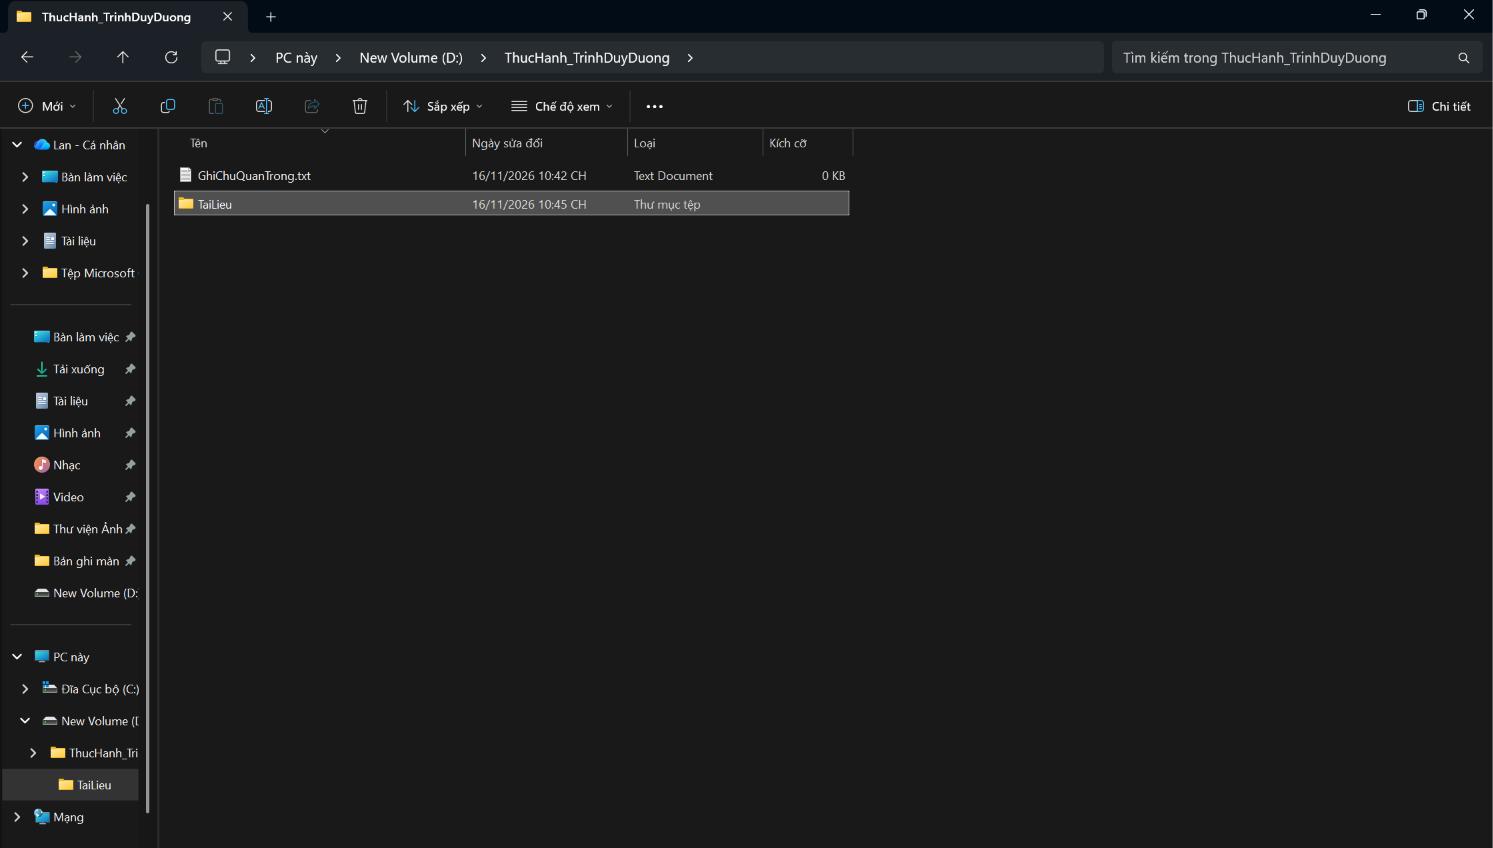 ThucHanh_TrinhDuyDuong
PC này
New Volume (D:)
ThucHanh_TrinhDuyDuong
Tìm kiếm trong ThucHanh_TrinhDuyDuong
Mới
Sắp xếp
Chế độ xem
Chi tiết
Lan - Cá nhân
Bàn làm việc
Hình ảnh
Tài liệu
Tệp Microsoft
Bàn làm việc
Tải xuống
Tài liệu
Hình ảnh
Nhạc
Video
Thư viện Ảnh
Bản ghi màn
New Volume (D:
PC này
Đĩa Cục bộ (C:)
New Volume (D
ThucHanh_Tri
TaiLieu
Mạng
Tên Ngày sửa đổi Loại Kích cỡ
GhiChuQuanTrong.txt 16/11/2026 10:42 CH Text Document 0 KB
TaiLieu 16/11/2026 10:45 CH Thư mục tệp